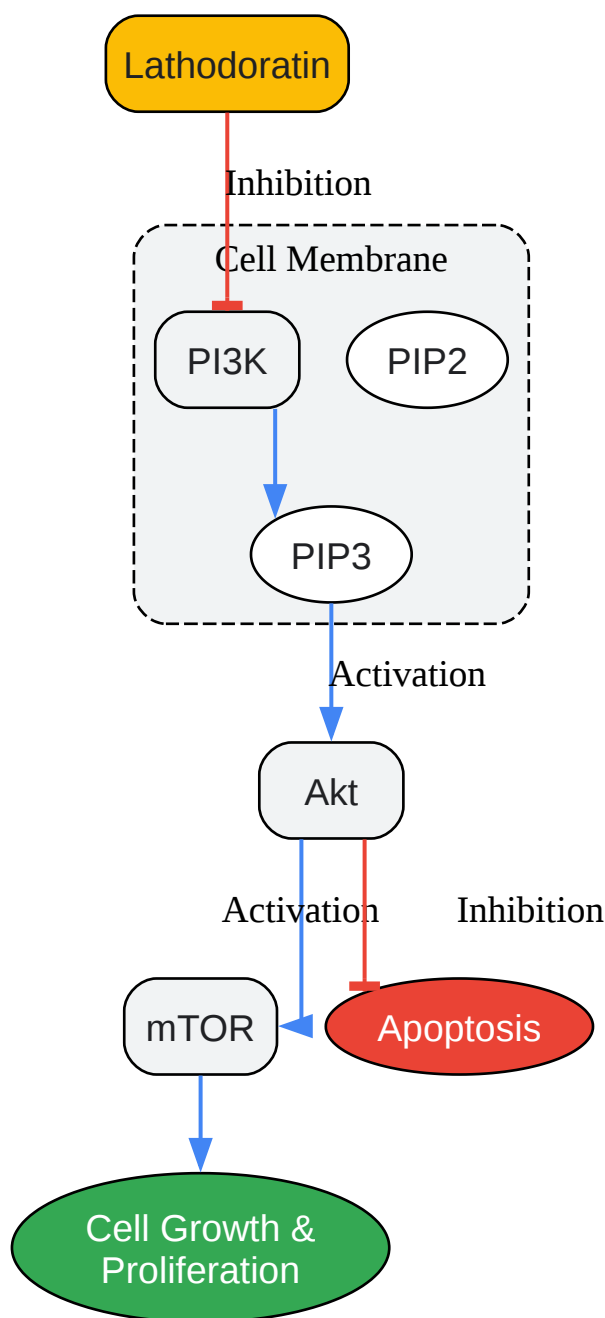 Lathodoratin
Inhibition
Cell Membrane
PI3K
PIP2
PIP3
Activation
Akt
Activation
Inhibition
mTOR
Apoptosis
Cell Growth &
Proliferation